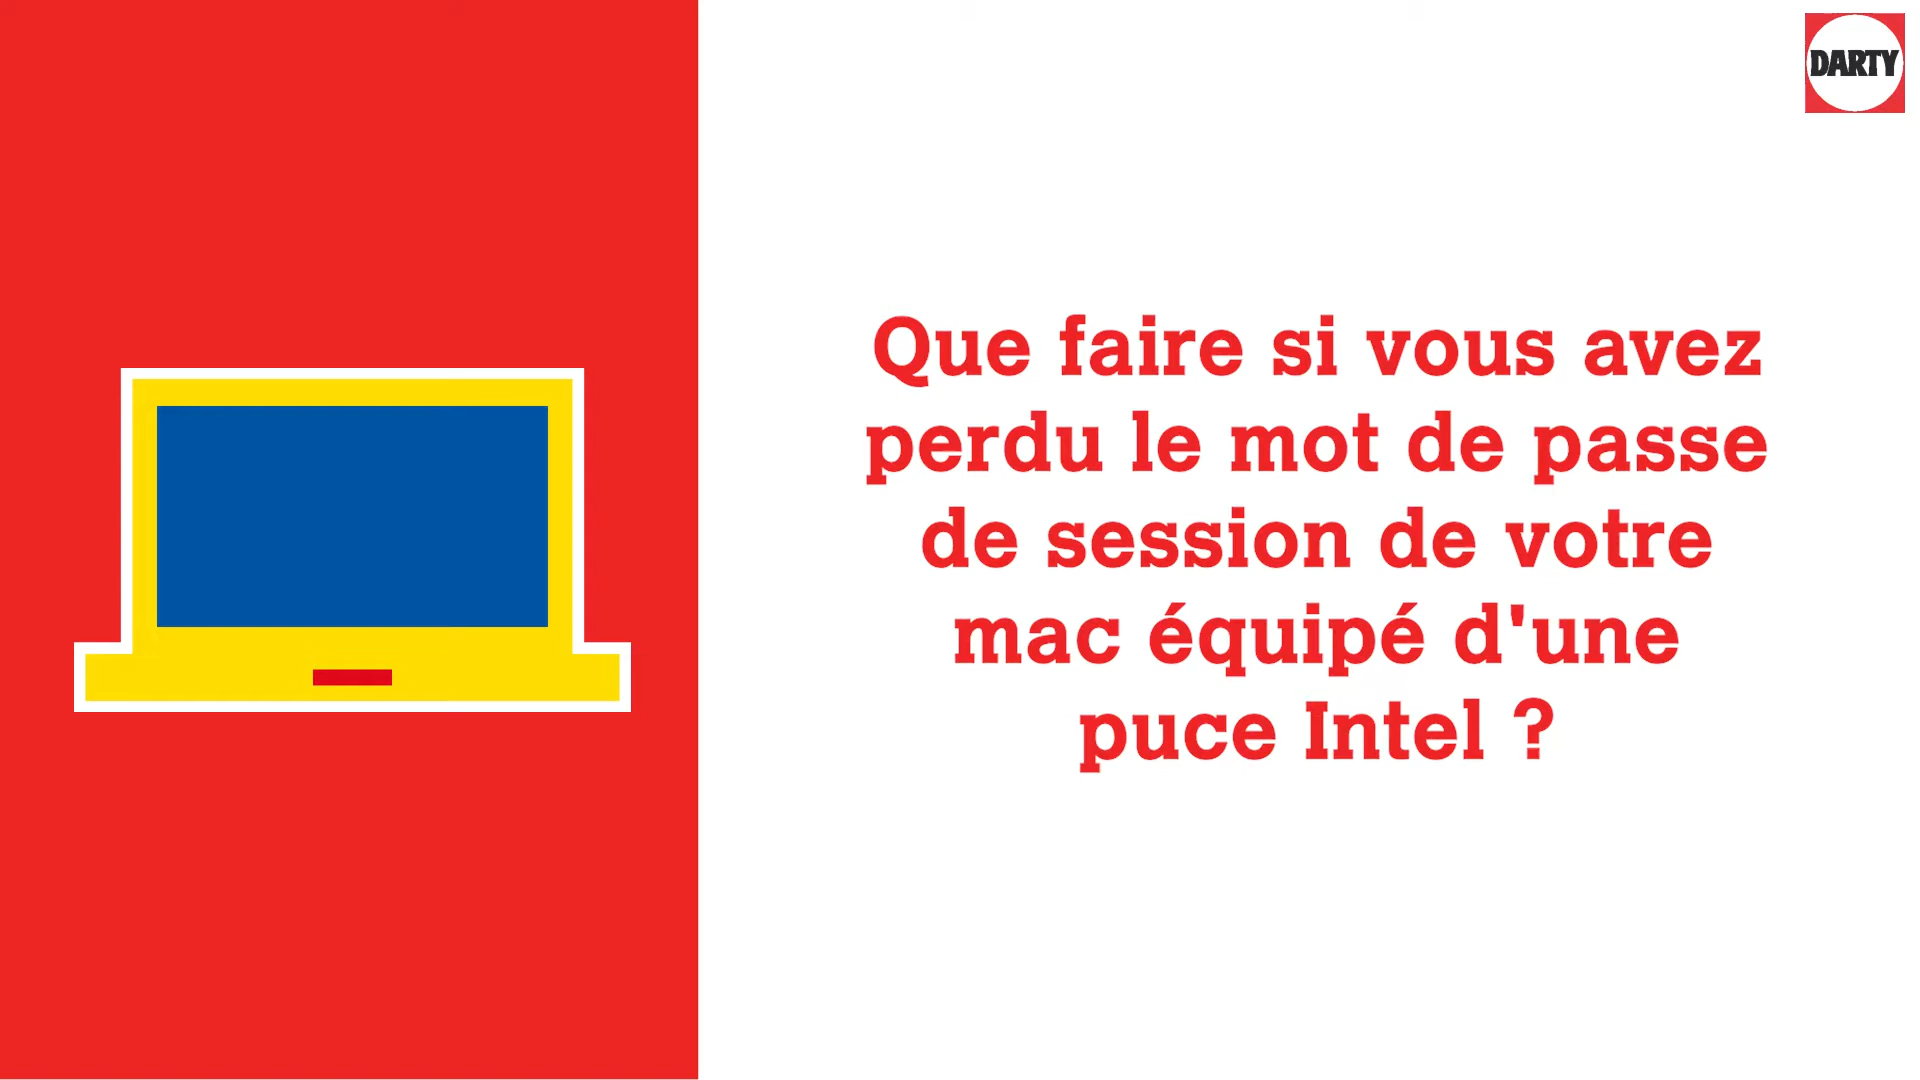 DARTY
Que faire si vous avez
perdu le mot de passe
de session de votre
mac équipé d'une
puce Intel ?